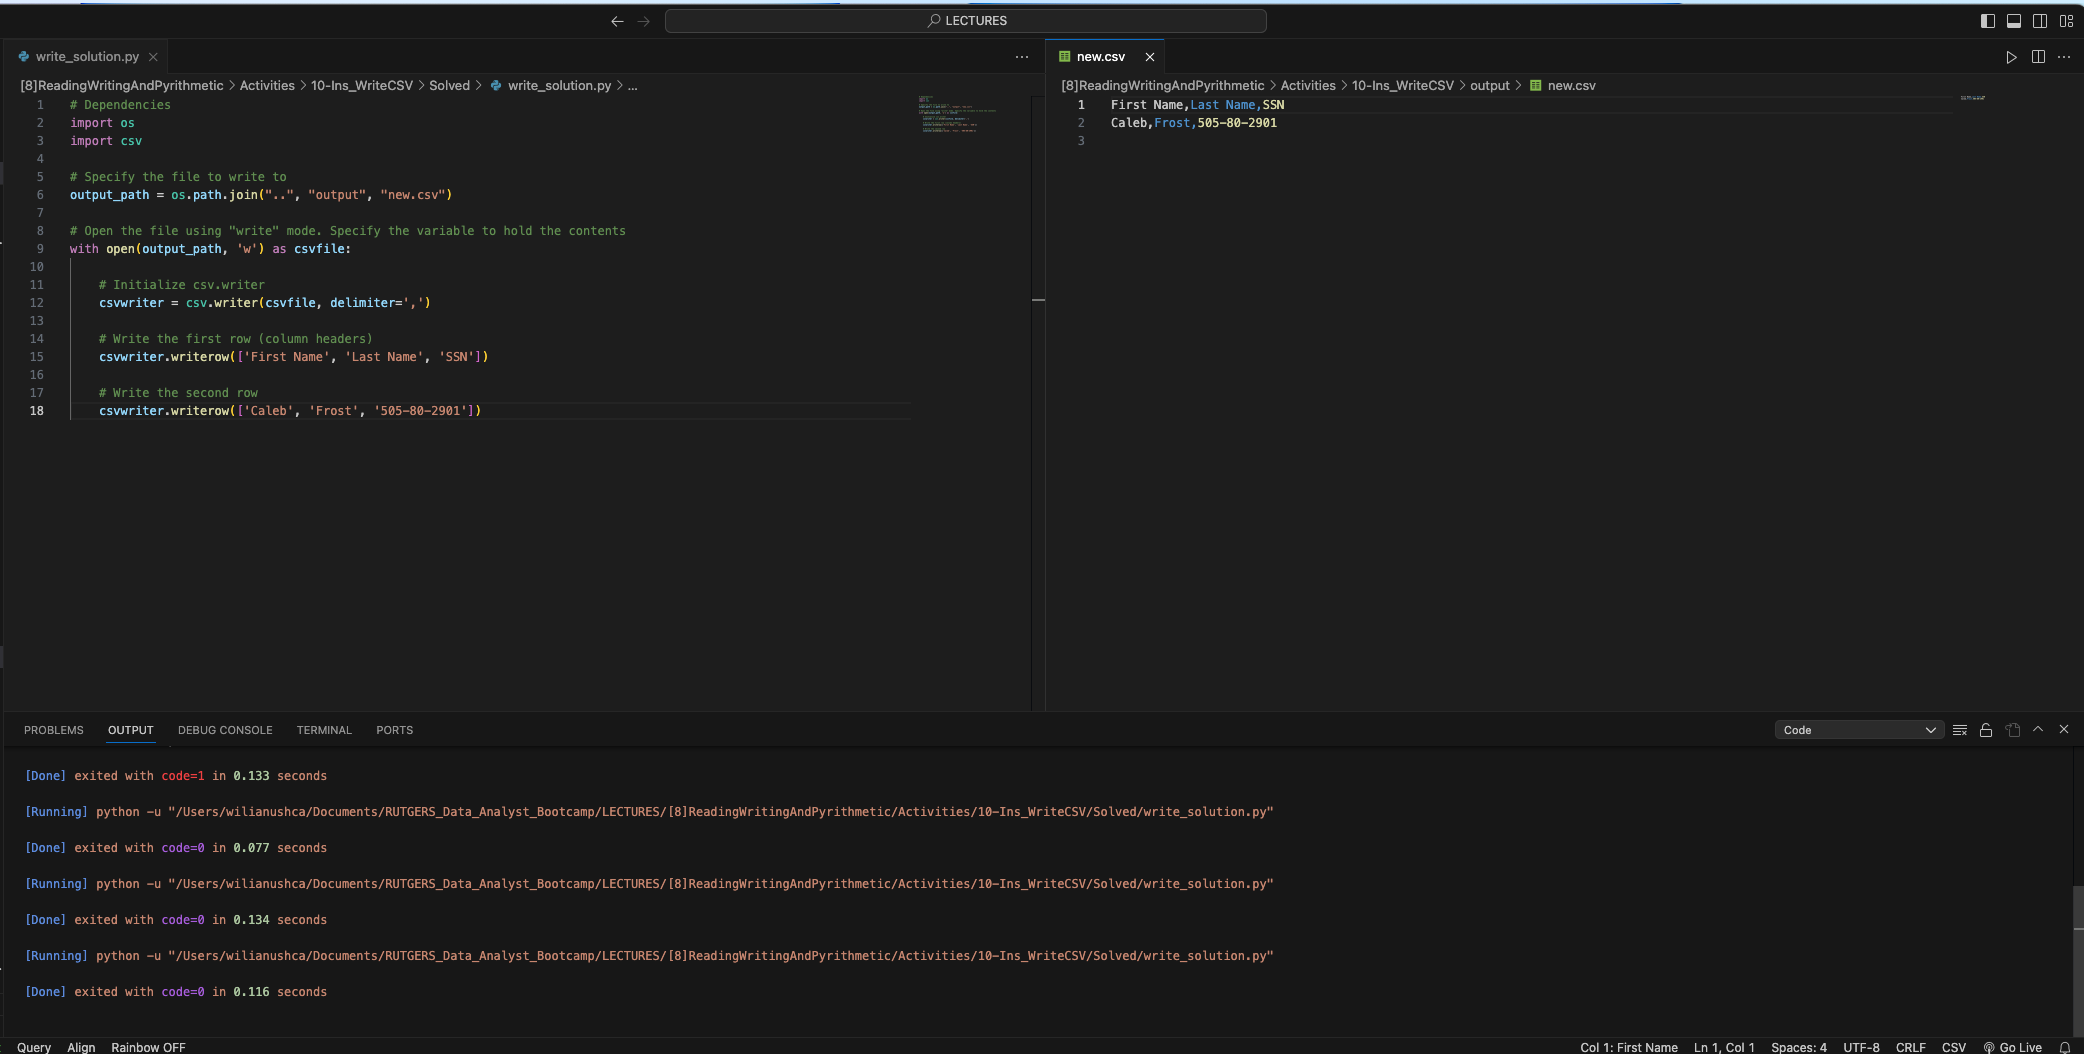 LECTURES
write_solution.py
[8]ReadingWritingAndPyrithmetic > Activities > 10-Ins_WriteCSV > Solved > write_solution.py > ...
1 # Dependencies
2 import os
3 import csv
4
5 # Specify the file to write to
6 output_path = os.path.join("..", "output", "new.csv")
7
8 # Open the file using "write" mode. Specify the variable to hold the contents
9 with open(output_path, 'w') as csvfile:
10
11 # Initialize csv.writer
12 csvwriter = csv.writer(csvfile, delimiter=',')
13
14 # Write the first row (column headers)
15 csvwriter.writerow(['First Name', 'Last Name', 'SSN'])
16
17 # Write the second row
18 csvwriter.writerow(['Caleb', 'Frost', '505-80-2901'])
new.csv
[8]ReadingWritingAndPyrithmetic > Activities > 10-Ins_WriteCSV > output > new.csv
1 First Name,Last Name,SSN
2 Caleb,Frost,505-80-2901
3
PROBLEMS OUTPUT DEBUG CONSOLE TERMINAL PORTS Code
[Done] exited with code=1 in 0.133 seconds
[Running] python -u "/Users/wilianushca/Documents/RUTGERS_Data_Analyst_Bootcamp/LECTURES/[8]ReadingWritingAndPyrithmetic/Activities/10-Ins_WriteCSV/Solved/write_solution.py"
[Done] exited with code=0 in 0.077 seconds
[Running] python -u "/Users/wilianushca/Documents/RUTGERS_Data_Analyst_Bootcamp/LECTURES/[8]ReadingWritingAndPyrithmetic/Activities/10-Ins_WriteCSV/Solved/write_solution.py"
[Done] exited with code=0 in 0.134 seconds
[Running] python -u "/Users/wilianushca/Documents/RUTGERS_Data_Analyst_Bootcamp/LECTURES/[8]ReadingWritingAndPyrithmetic/Activities/10-Ins_WriteCSV/Solved/write_solution.py"
[Done] exited with code=0 in 0.116 seconds
Query Align Rainbow OFF Col 1: First Name Ln 1, Col 1 Spaces: 4 UTF-8 CRLF CSV Go Live